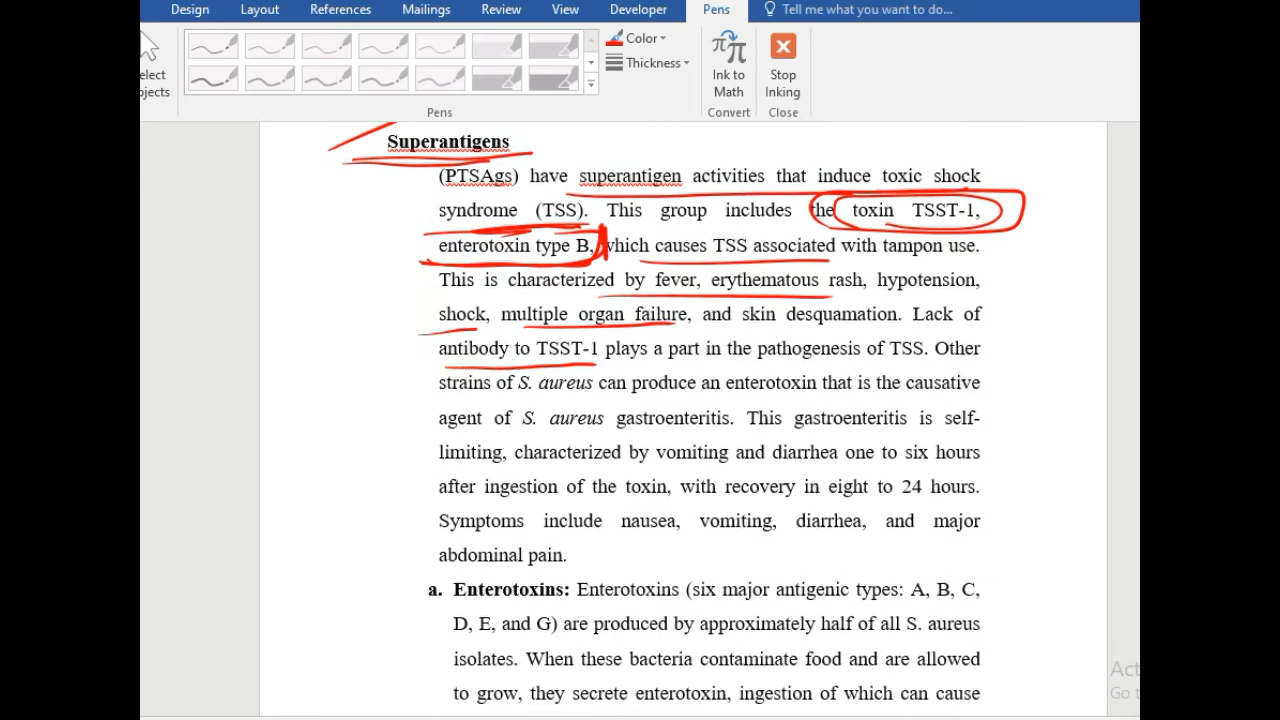 Design Layout References Mailings Review View Developer Pens Tell me what you want to do...
Color
Thickness
elect
bjects
Ink to
Math
Stop
Inking
Pens Convert Close
Superantigens
(PTSAgs) have superantigen activities that induce toxic shock
syndrome (TSS). This group includes the toxin TSST-1,
enterotoxin type B, which causes TSS associated with tampon use.
This is characterized by fever, erythematous rash, hypotension,
shock, multiple organ failure, and skin desquamation. Lack of
antibody to TSST-1 plays a part in the pathogenesis of TSS. Other
strains of S. aureus can produce an enterotoxin that is the causative
agent of S. aureus gastroenteritis. This gastroenteritis is self-
limiting, characterized by vomiting and diarrhea one to six hours
after ingestion of the toxin, with recovery in eight to 24 hours.
Symptoms include nausea, vomiting, diarrhea, and major
abdominal pain.
a. Enterotoxins: Enterotoxins (six major antigenic types: A, B, C,
D, E, and G) are produced by approximately half of all S. aureus
isolates. When these bacteria contaminate food and are allowed
to grow, they secrete enterotoxin, ingestion of which can cause
Act
Go t